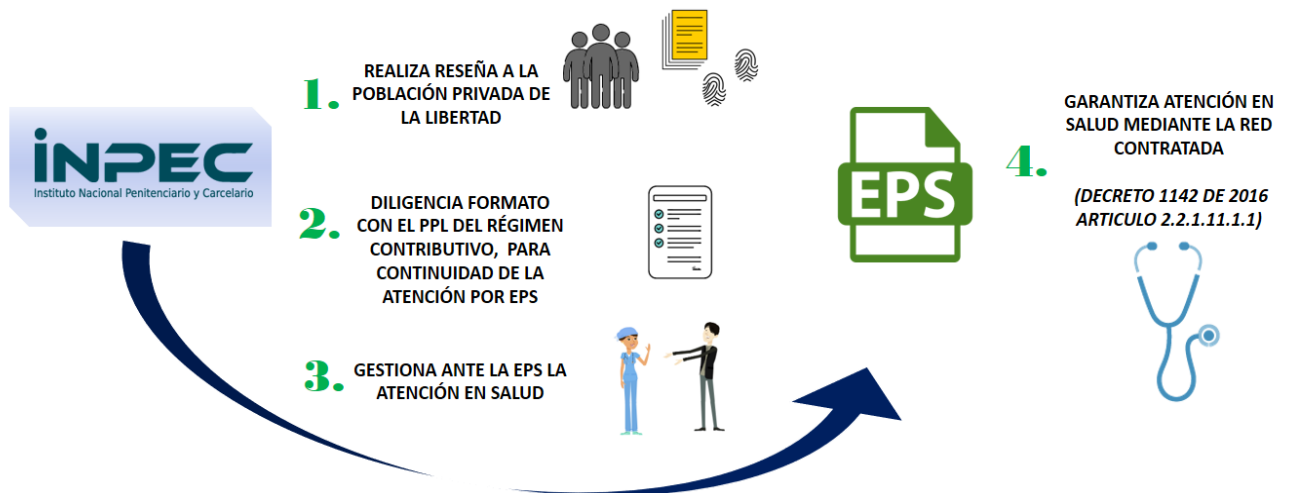 INPEC
Instituto Nacional Penitenciario y Carcelario
1.
REALIZA RESEÑA A LA
POBLACIÓN PRIVADA DE
LA LIBERTAD
2.
DILIGENCIA FORMATO
CON EL PPL DEL RÉGIMEN
CONTRIBUTIVO, PARA
CONTINUIDAD DE LA
ATENCIÓN POR EPS
3.
GESTIONA ANTE LA EPS LA
ATENCIÓN EN SALUD
EPS
4.
GARANTIZA ATENCIÓN EN
SALUD MEDIANTE LA RED
CONTRATADA
(DECRETO 1142 DE 2016
ARTICULO 2.2.1.11.1.1)